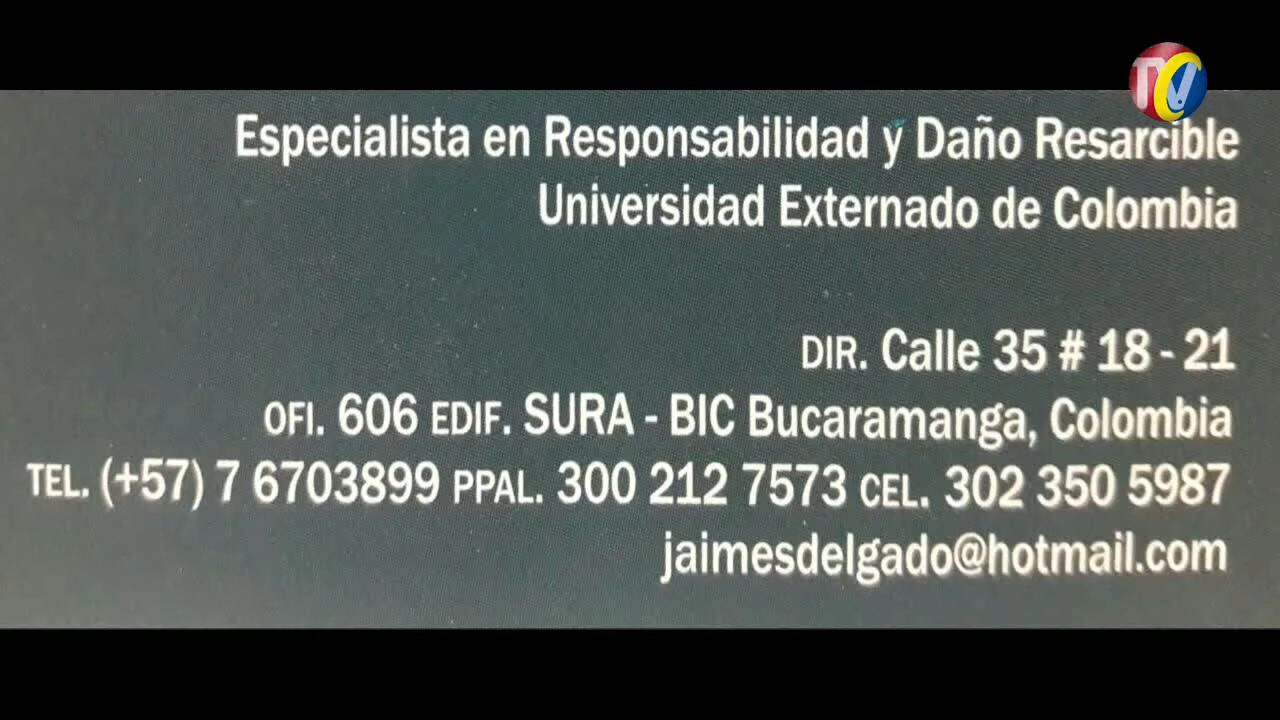 TVC!
Especialista en Responsabilidad y Daño Resarcible
Universidad Externado de Colombia
DIR. Calle 35 # 18 - 21
OFI. 606 EDIF. SURA - BIC Bucaramanga, Colombia
TEL. (+57) 7 6703899 PPAL. 300 212 7573 CEL. 302 350 5987
jaimesdelgado@hotmail.com